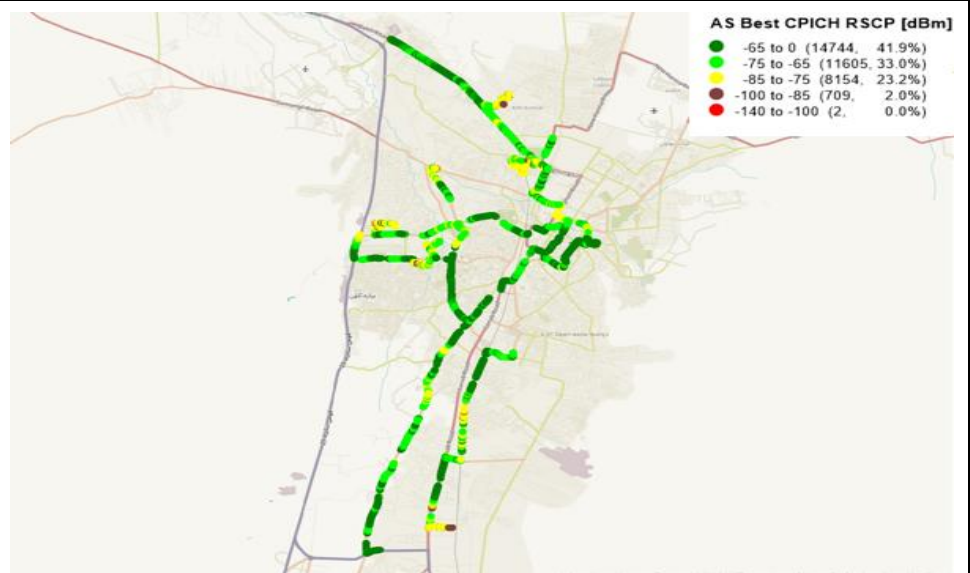 AS Best CPICH RSCP [dBm]
-65 to 0 (14744, 41.9%)
-75 to -65 (11605, 33.0%)
-85 to -75 (8154, 23.2%)
-100 to -85 (709, 2.0%)
-140 to -100 (2, 0.0%)